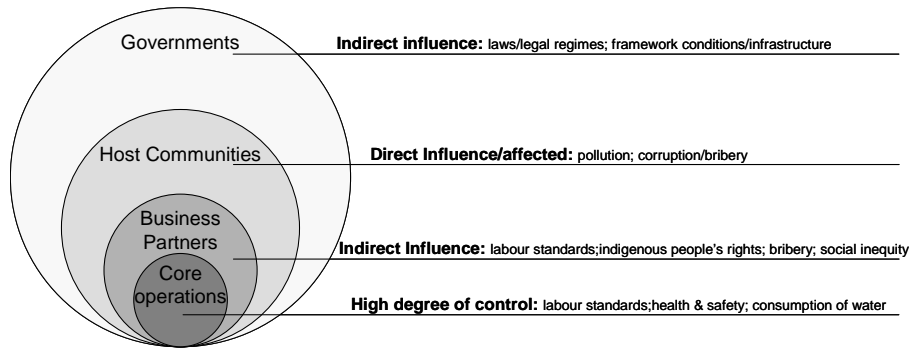 Governments
Indirect influence: laws/legal regimes; framework conditions/infrastructure
Host Communities
Direct Influence/affected: pollution; corruption/bribery
Business
Partners
Indirect Influence: labour standards;indigenous people's rights; bribery; social inequity
Core
operations
High degree of control: labour standards;health & safety; consumption of water